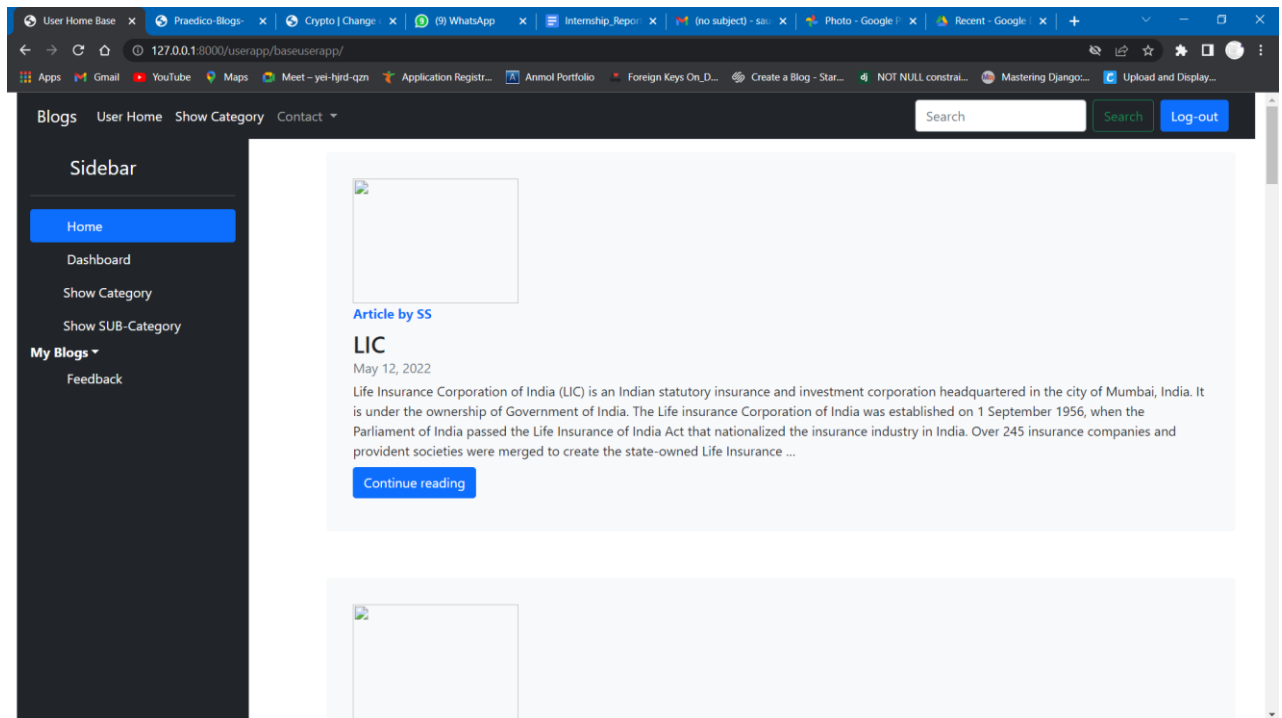 User Home Base
Praedico-Blogs-
Crypto | Change
(9) WhatsApp
Internship_Repor
(no subject) - sau
Photo - Google P
Recent - Google
127.0.0.1:8000/userapp/baseuserapp/
Apps Gmail YouTube Maps Meet – yei-hjrd-qzn Application Registr... Anmol Portfolio Foreign Keys On_D... Create a Blog - Star... NOT NULL constrai... Mastering Django:... Upload and Display...
Blogs User Home Show Category Contact Search Search Log-out
Sidebar
Home
Dashboard
Show Category
Show SUB-Category
My Blogs
Feedback
Article by SS
LIC
May 12, 2022
Life Insurance Corporation of India (LIC) is an Indian statutory insurance and investment corporation headquartered in the city of Mumbai, India. It
is under the ownership of Government of India. The Life insurance Corporation of India was established on 1 September 1956, when the
Parliament of India passed the Life Insurance of India Act that nationalized the insurance industry in India. Over 245 insurance companies and
provident societies were merged to create the state-owned Life Insurance ...
Continue reading